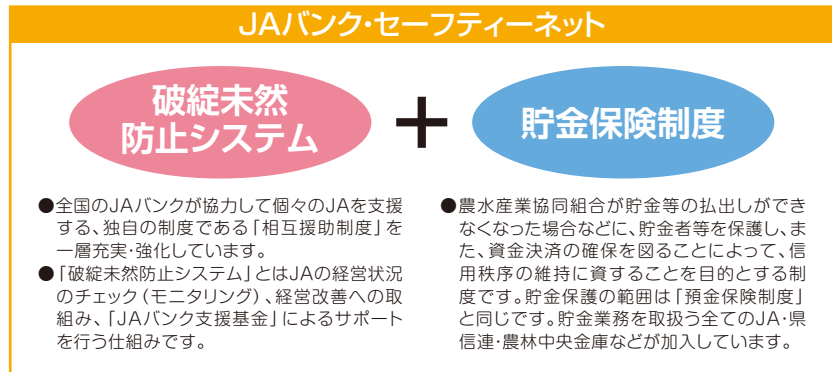 JAバンク・セーフティーネット
破綻未然
防止システム
＋
貯金保険制度
●全国のJAバンクが協力して個々のJAを支援
する、独自の制度である「相互援助制度」を
一層充実・強化しています。
●「破綻未然防止システム」とはJAの経営状況
のチェック（モニタリング）、経営改善への取
組み、「JAバンク支援基金」によるサポート
を行う仕組みです。
●農水産業協同組合が貯金等の払出しができ
なくなった場合などに、貯金者等を保護し、ま
た、資金決済の確保を図ることによって、信
用秩序の維持に資することを目的とする制
度です。貯金保護の範囲は「預金保険制度」
と同じです。貯金業務を取扱う全てのJA・県
信連・農林中央金庫などが加入しています。